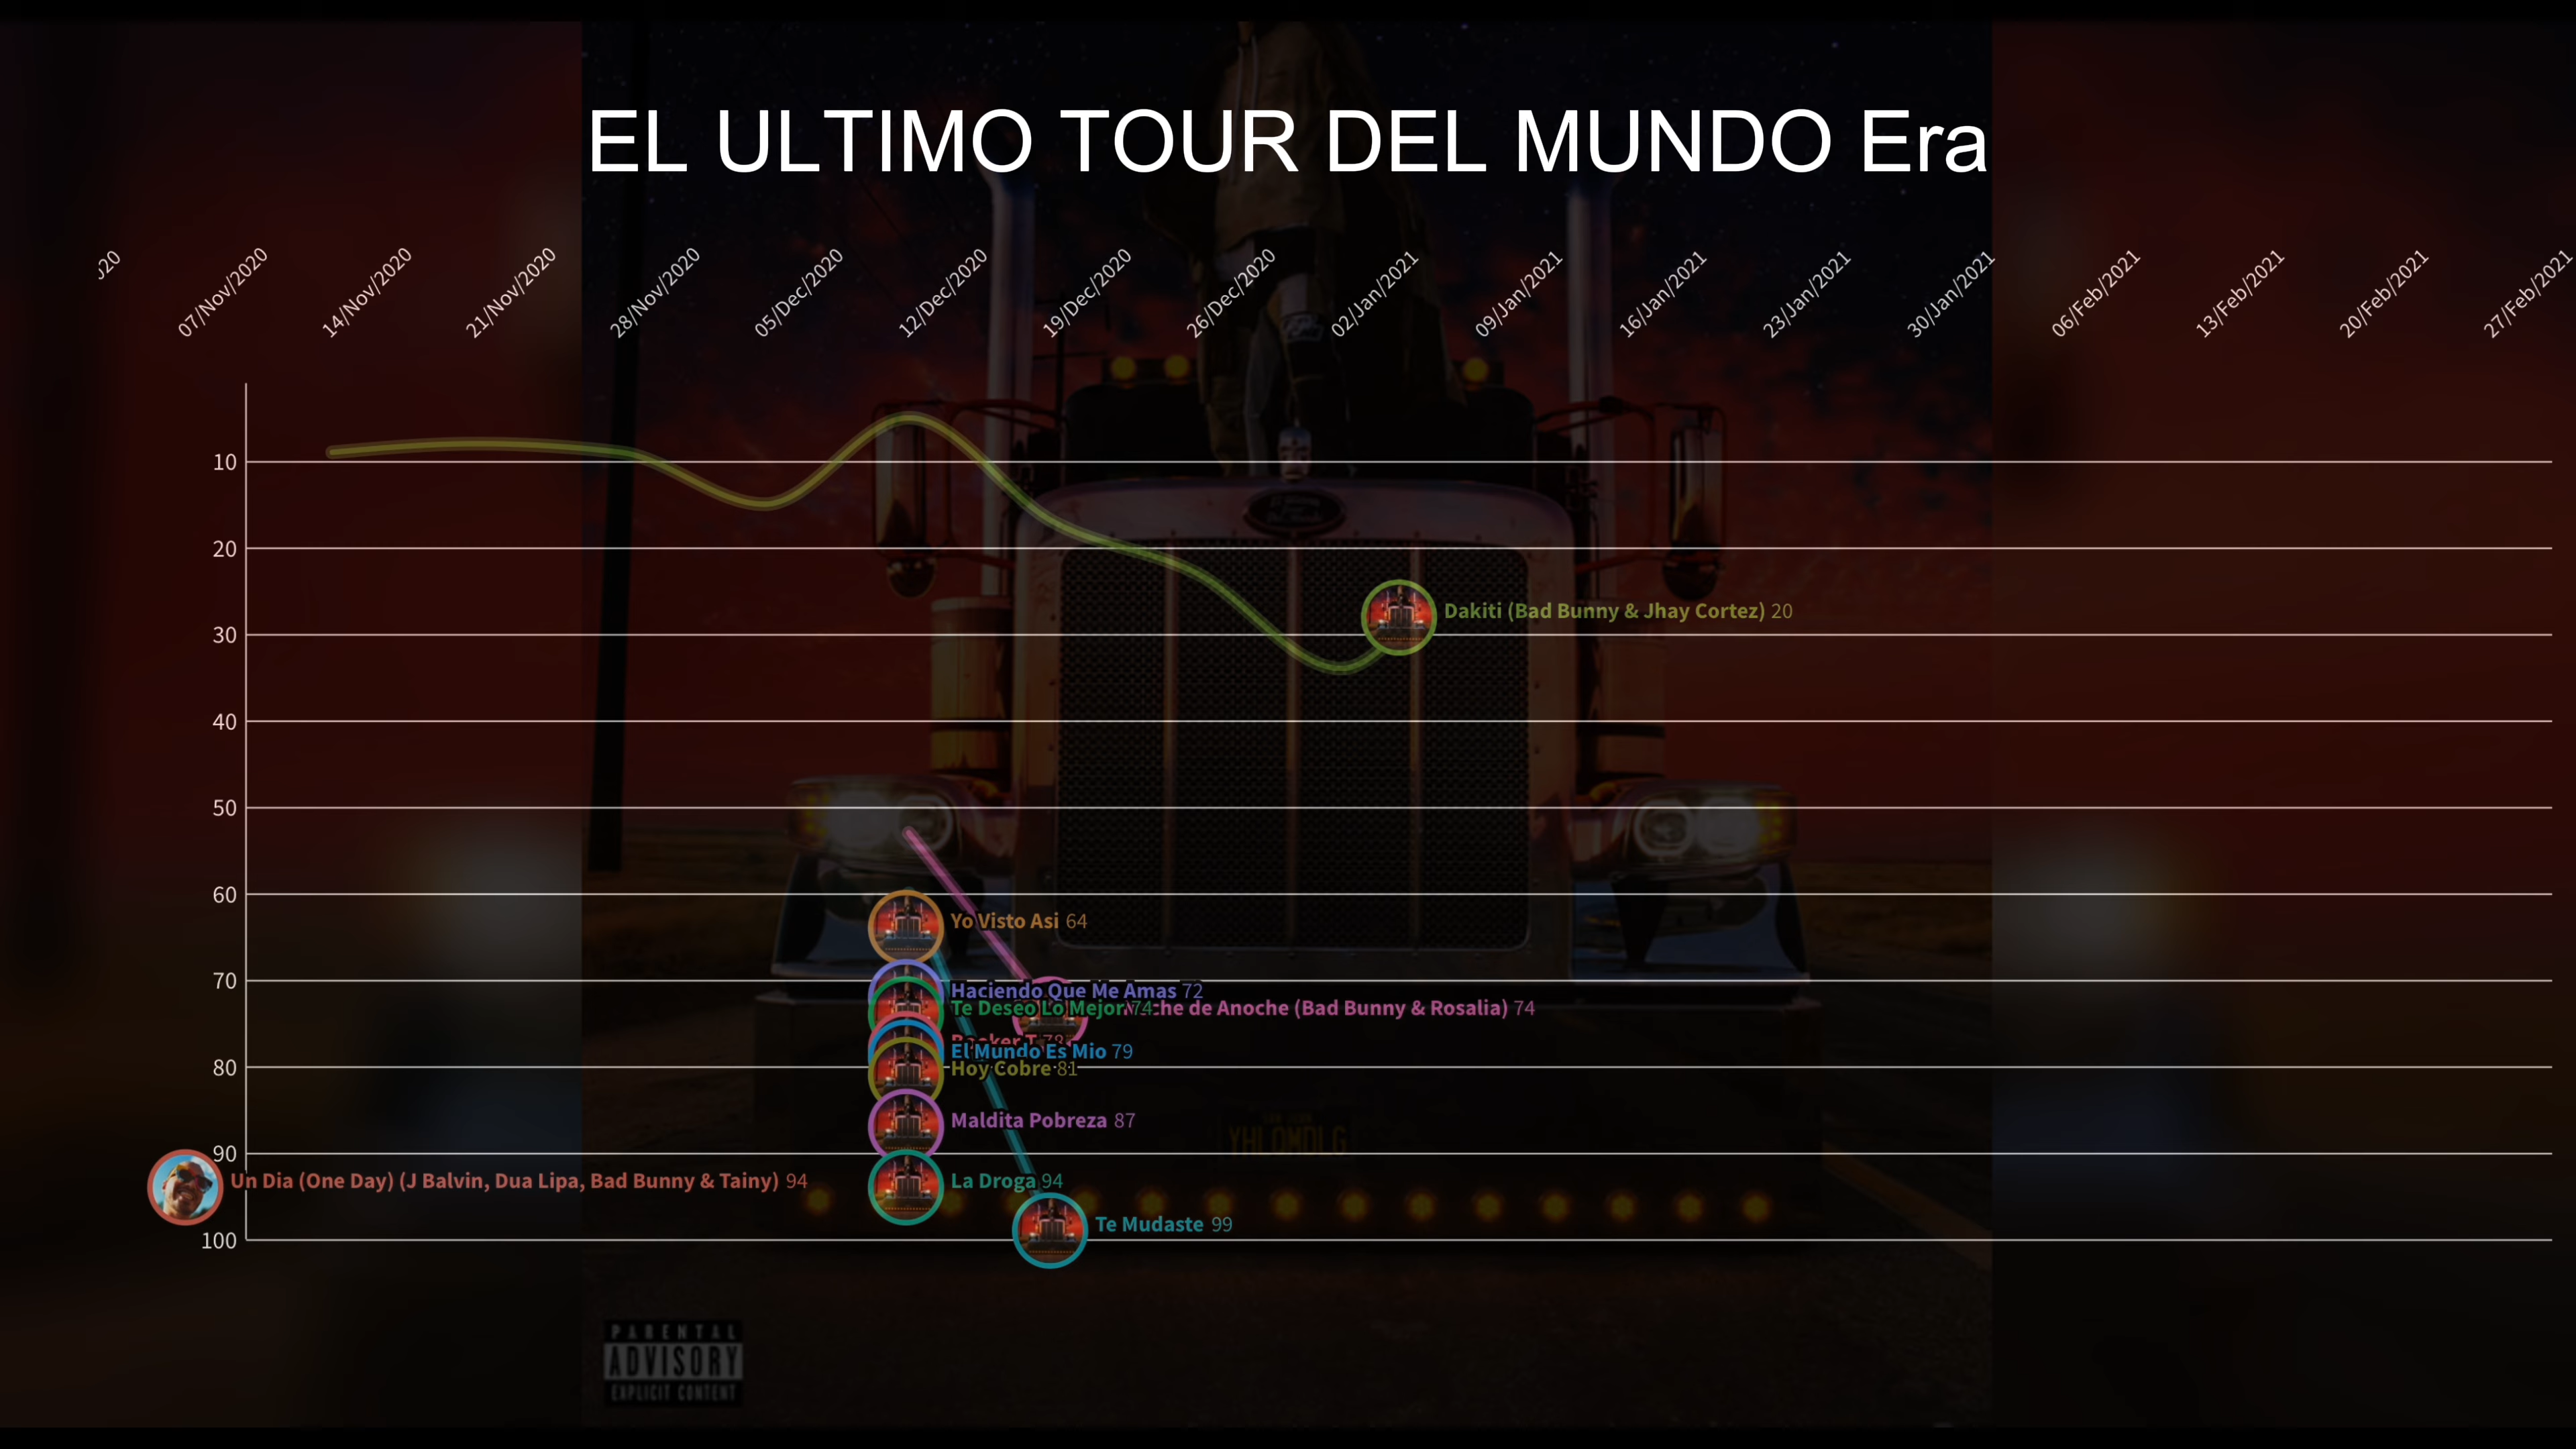 EL ULTIMO TOUR DEL MUNDO Era
07/Nov/2020
14/Nov/2020
21/Nov/2020
28/Nov/2020
05/Dec/2020
12/Dec/2020
19/Dec/2020
26/Dec/2020
02/Jan/2021
09/Jan/2021
16/Jan/2021
23/Jan/2021
30/Jan/2021
06/Feb/2021
13/Feb/2021
20/Feb/2021
27/Feb/2021
10
20
30
Dakiti (Bad Bunny & Jhay Cortez) 20
40
50
60
Yo Visto Asi 64
70
Haciendo Que Me Amas 72
Te Deseo Lo Mejor 74
de Anoche (Bad Bunny & Rosalia) 74
El Mundo Es Mio 79
80
Hoy Cobre 81
Maldita Pobreza 87
YHLQMDLG
90
Un Dia (One Day) (J Balvin, Dua Lipa, Bad Bunny & Tainy) 94
La Droga 94
Te Mudaste 99
100
PARENTAL
ADVISORY
EXPLICIT CONTENT